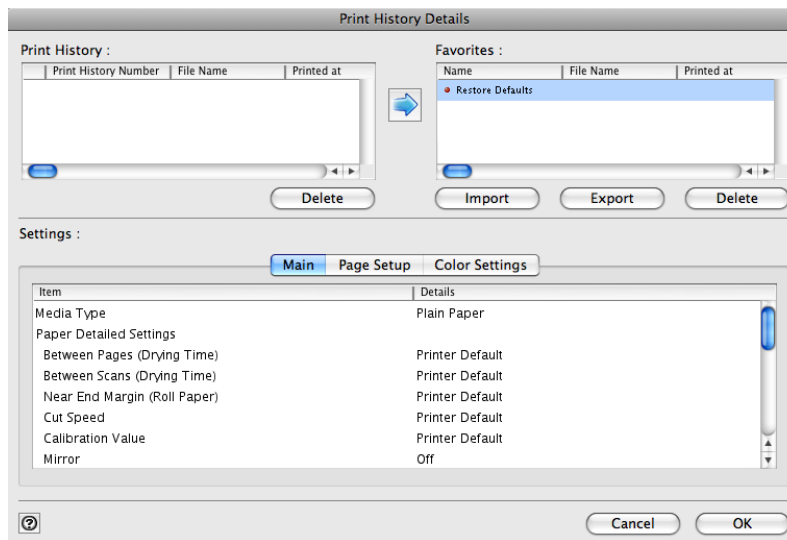 Print History Details
Print History :
Favorites :
Print History Number File Name Printed at
Name File Name Printed at
Restore Defaults
Delete
Import Export Delete
Settings :
Main Page Setup Color Settings
Item Details
Media Type Plain Paper
Paper Detailed Settings
Between Pages (Drying Time) Printer Default
Between Scans (Drying Time) Printer Default
Near End Margin (Roll Paper) Printer Default
Cut Speed Printer Default
Calibration Value Printer Default
Mirror Off
? Cancel OK